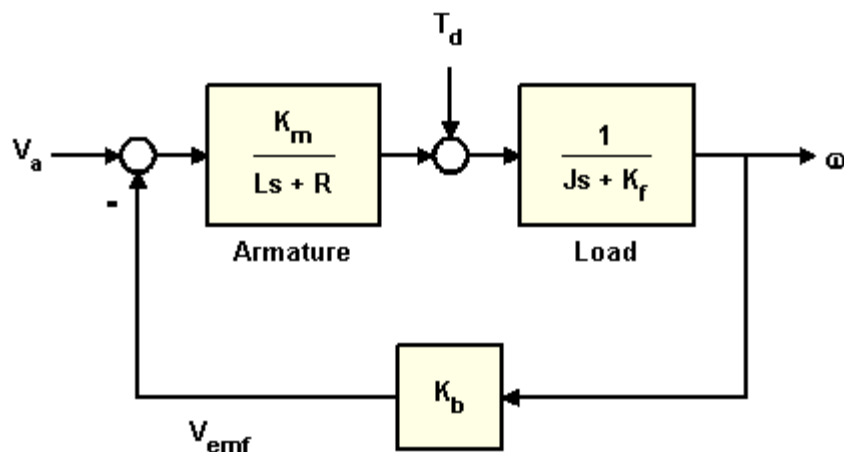 T_d
V_a
K_m
Ls + R
1
Js + K_f
ω
-
Armature
Load
K_b
V_emf